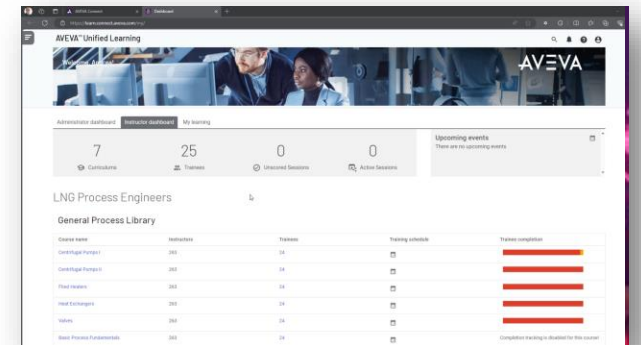 AVEVA Connect
Dashboard
AVEVA™ Unified Learning
AVEVA
Administrator dashboard Instructor dashboard My learning
7 25 0 0
Curriculums Trainees Unscored Sessions Active Sessions
Upcoming events
There are no upcoming events
LNG Process Engineers
General Process Library
Course name Instructors Trainees Training schedule Trainee completion
Centrifugal Pumps I
Centrifugal Pumps II
Fired Heaters
Heat Exchangers
Valves
Basic Process Fundamentals Completion tracking is disabled for this course